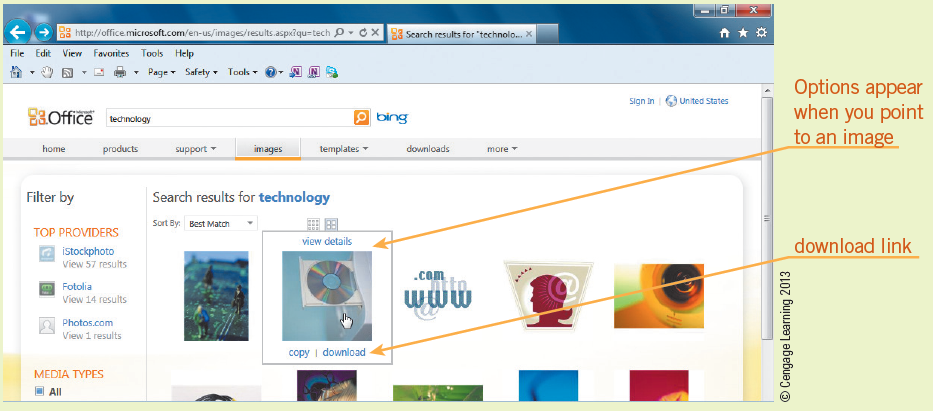 http://office.microsoft.com/en-us/images/results.aspx?qu=tech
Search results for "technolo...
File Edit View Favorites Tools Help
Page Safety Tools
Sign In | United States
Microsoft
Office
technology
bing
home products support images templates downloads more
Filter by
TOP PROVIDERS
iStockphoto
View 57 results
Fotolia
View 14 results
Photos.com
View 1 results
MEDIA TYPES
All
Search results for technology
Sort By: Best Match
view details
copy | download
.com
http
www
@
@
Options appear
when you point
to an image
download link
© Cengage Learning 2013